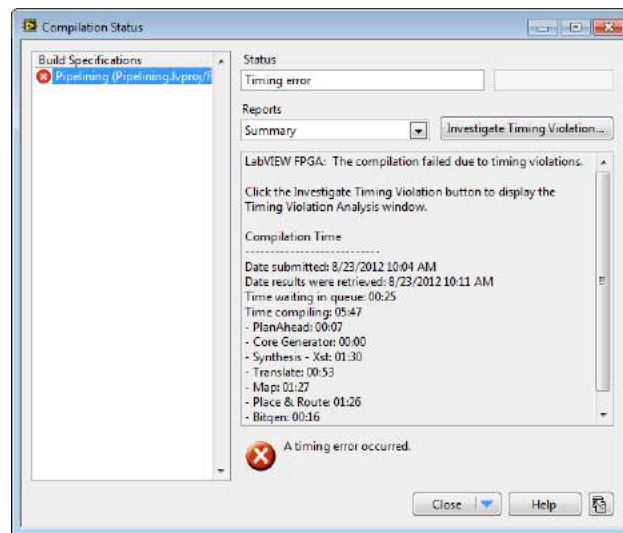 Compilation Status
Build Specifications
Pipelining (Pipelining.lvproj/F
Status
Timing error
Reports
Summary
Investigate Timing Violation...
LabVIEW FPGA: The compilation failed due to timing violations.
Click the Investigate Timing Violation button to display the
Timing Violation Analysis window.
Compilation Time
---------------------------
Date submitted: 8/23/2012 10:04 AM
Date results were retrieved: 8/23/2012 10:11 AM
Time waiting in queue: 00:25
Time compiling: 05:47
- PlanAhead: 00:07
- Core Generator: 00:00
- Synthesis - Xst: 01:30
- Translate: 00:53
- Map: 01:27
- Place & Route: 01:26
- Bitgen: 00:16
A timing error occurred.
Close
Help